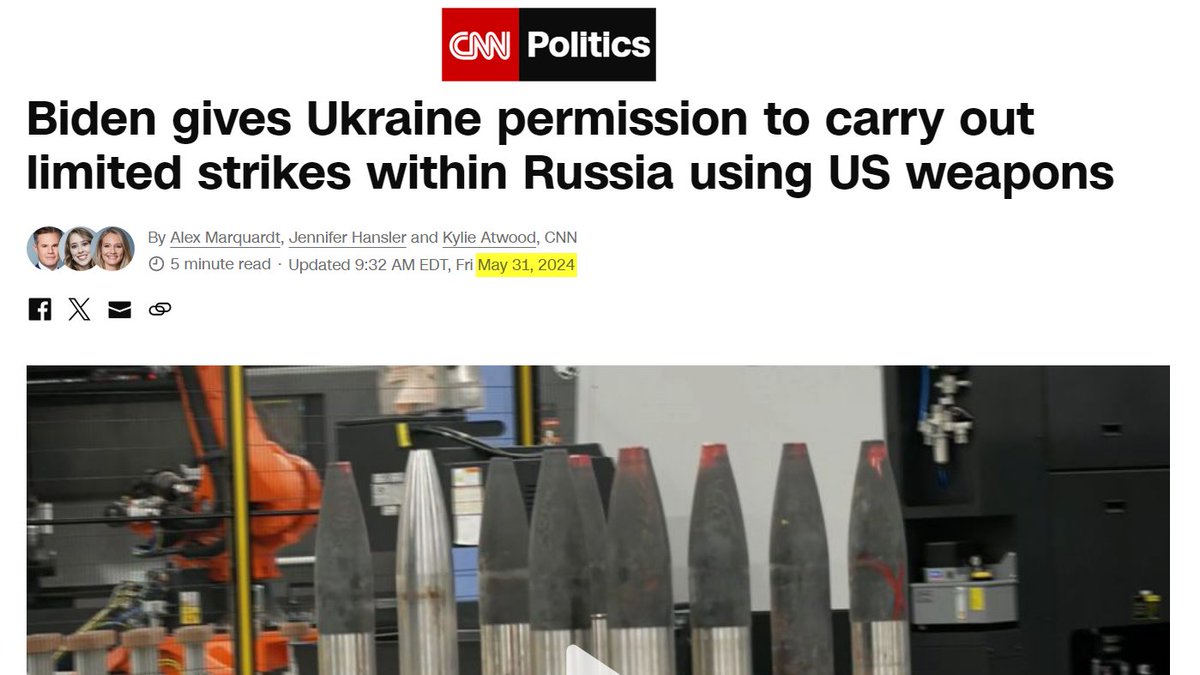 CNN Politics
Biden gives Ukraine permission to carry out
limited strikes within Russia using US weapons
By Alex Marquardt, Jennifer Hansler and Kylie Atwood, CNN
5 minute read · Updated 9:32 AM EDT, Fri May 31, 2024